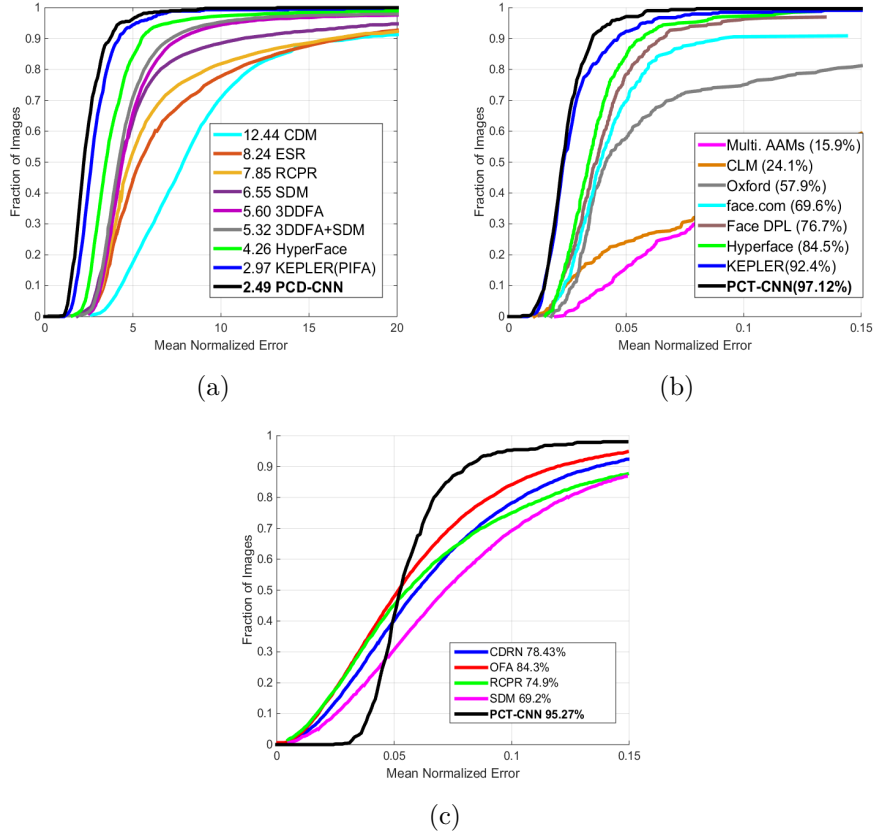 1
0.9
0.8
0.7
0.6
0.5
0.4
0.3
0.2
0.1
0
Fraction of Images
12.44 CDM
8.24 ESR
7.85 RCPR
6.55 SDM
5.60 3DDFA
5.32 3DDFA+SDM
4.26 HyperFace
2.97 KEPLER(PIFA)
2.49 PCD-CNN
0 5 10 15 20
Mean Normalized Error
(a)
1
0.9
0.8
0.7
0.6
0.5
0.4
0.3
0.2
0.1
0
Fraction of Images
Multi. AAMs (15.9%)
CLM (24.1%)
Oxford (57.9%)
face.com (69.6%)
Face DPL (76.7%)
Hyperface (84.5%)
KEPLER(92.4%)
PCT-CNN(97.12%)
0 0.05 0.1 0.15
Mean Normalized Error
(b)
1
0.9
0.8
0.7
0.6
0.5
0.4
0.3
0.2
0.1
0
Fraction of Images
CDRN 78.43%
OFA 84.3%
RCPR 74.9%
SDM 69.2%
PCT-CNN 95.27%
0 0.05 0.1 0.15
Mean Normalized Error
(c)